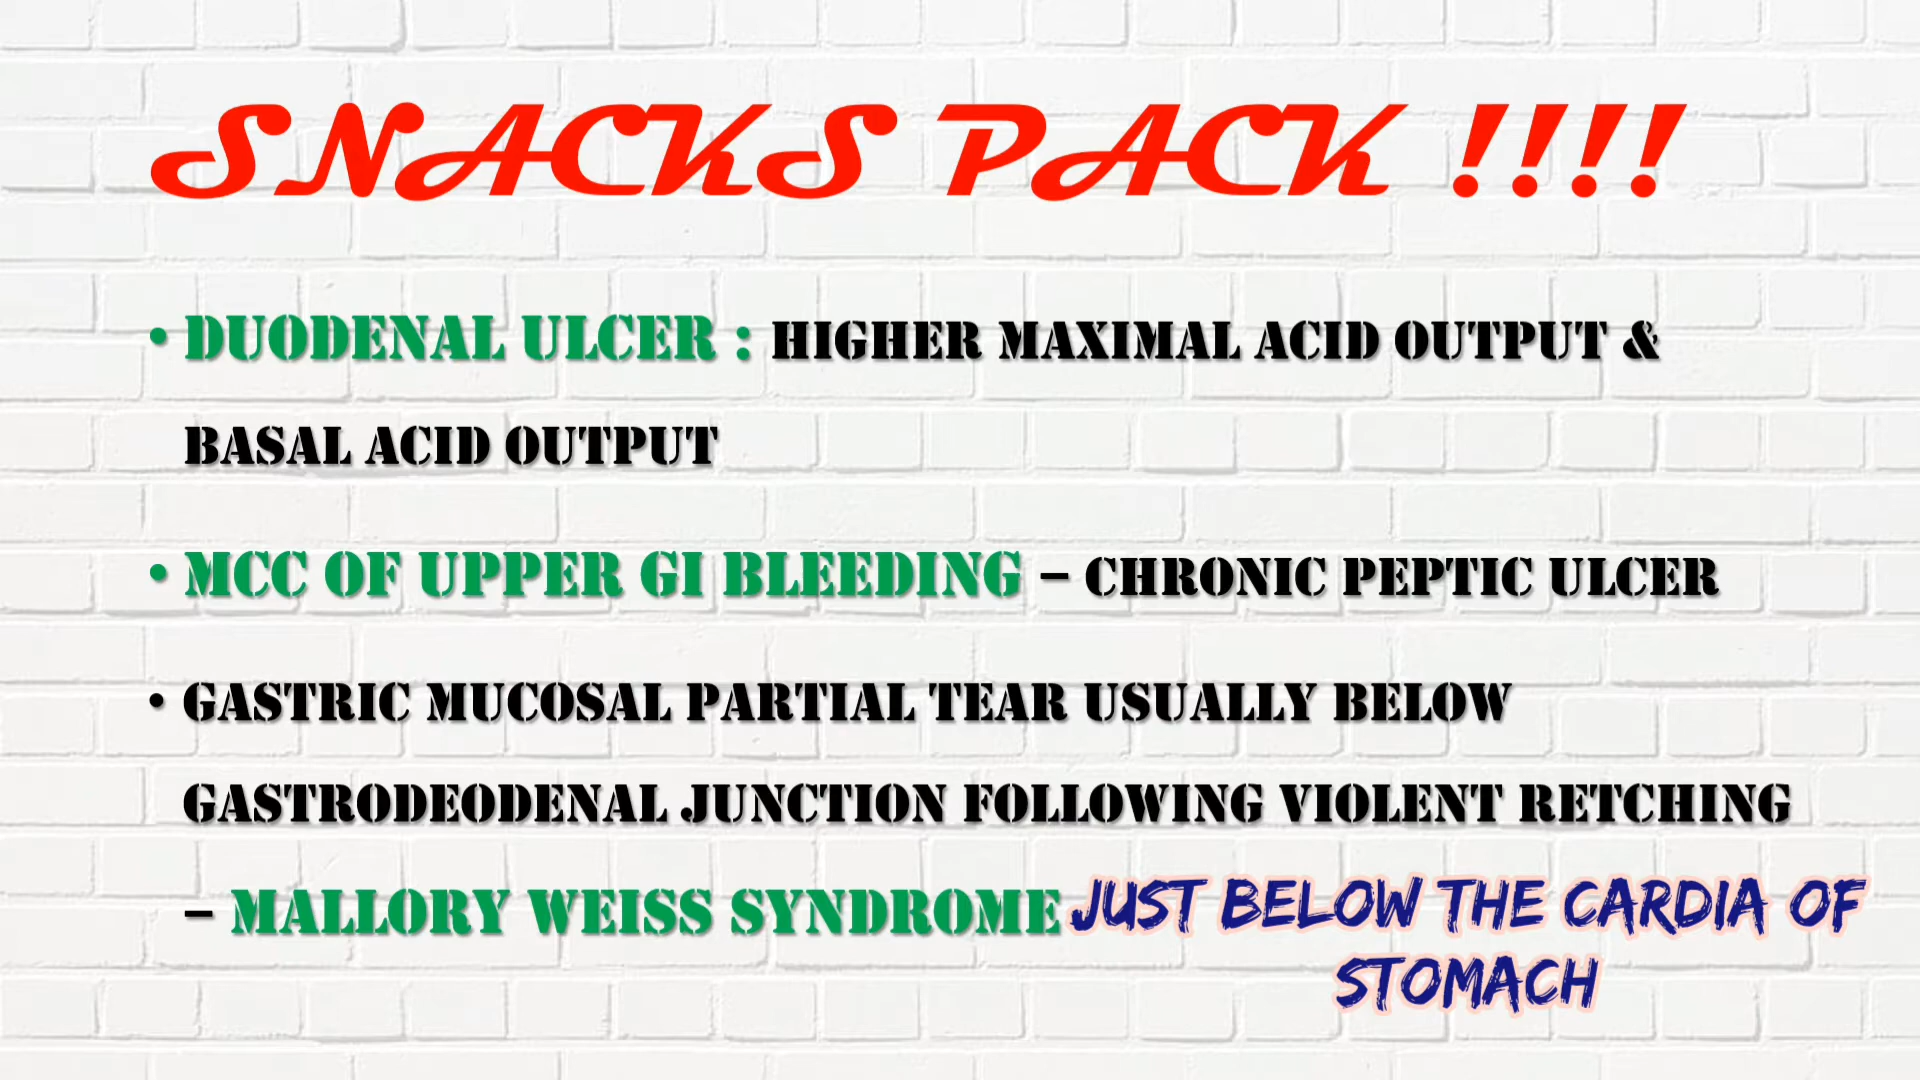 SNACKS PACK !!!!
• DUODENAL ULCER : HIGHER MAXIMAL ACID OUTPUT &
BASAL ACID OUTPUT
• MCC OF UPPER GI BLEEDING – CHRONIC PEPTIC ULCER
• GASTRIC MUCOSAL PARTIAL TEAR USUALLY BELOW
GASTRODEODENAL JUNCTION FOLLOWING VIOLENT RETCHING
– MALLORY WEISS SYNDROME JUST BELOW THE CARDIA OF
STOMACH